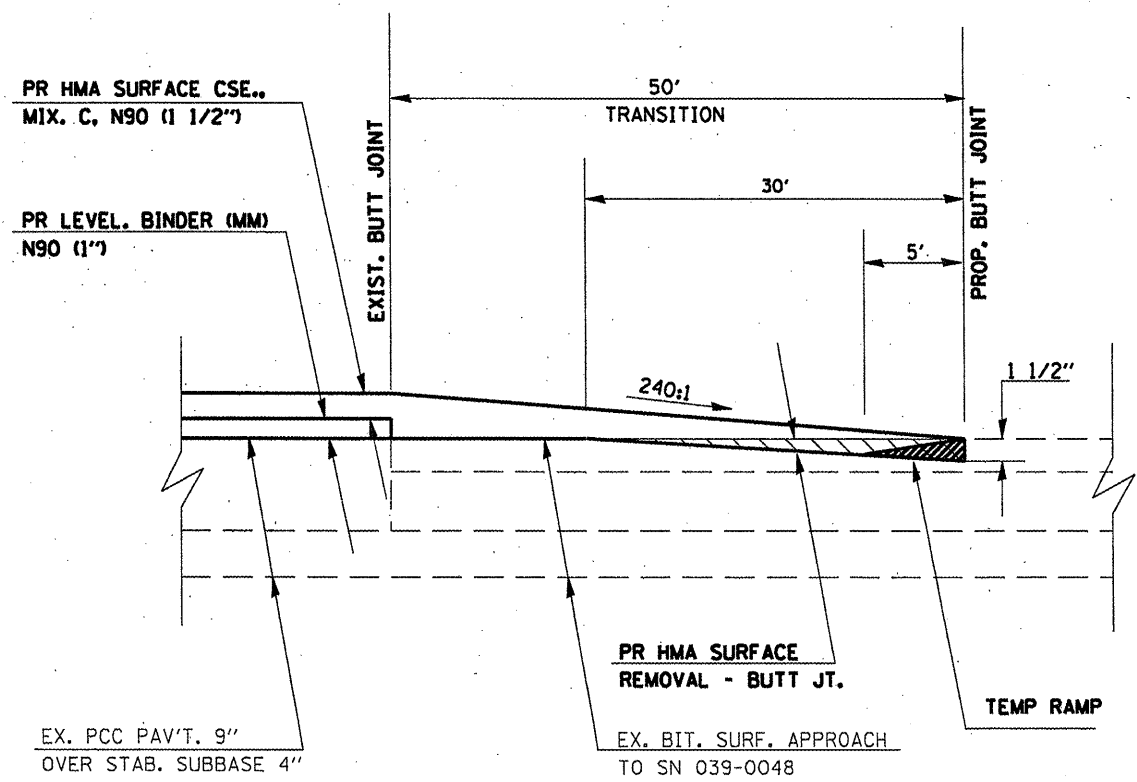 PR HMA SURFACE CSE.,
MIX. C, N90 (1 1/2")
PR LEVEL. BINDER (MM)
N90 (1")
EXIST. BUTT JOINT
50'
TRANSITION
30'
5'
PROP. BUTT JOINT
240:1
1 1/2"
PR HMA SURFACE
REMOVAL - BUTT JT.
TEMP RAMP
EX. PCC PAV'T. 9"
OVER STAB. SUBBASE 4"
EX. BIT. SURF. APPROACH
TO SN 039-0048